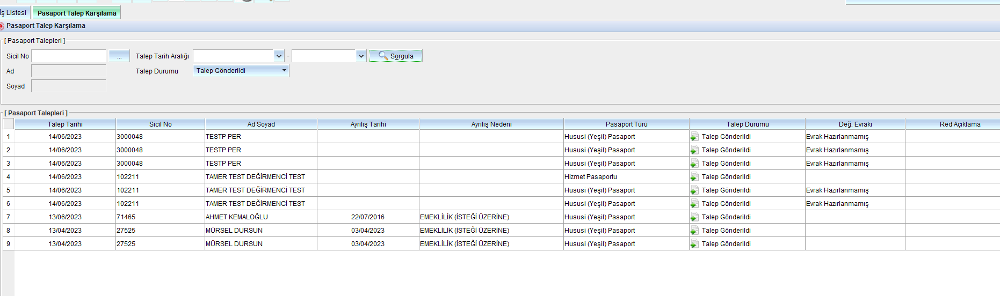 İş Listesi Pasaport Talep Karşılama
Pasaport Talep Karşılama
[ Pasaport Talepleri ]
Sicil No ... Talep Tarih Aralığı - Sorgula
Ad Talep Durumu Talep Gönderildi
Soyad
[ Pasaport Talepleri ]
Talep Tarihi Sicil No Ad Soyad Ayrılış Tarihi Ayrılış Nedeni Pasaport Türü Talep Durumu Değ. Evrakı Red Açıklama
1 14/06/2023 3000048 TESTP PER Hususi (Yeşil) Pasaport Talep Gönderildi Evrak Hazırlanmamış
2 14/06/2023 3000048 TESTP PER Hususi (Yeşil) Pasaport Talep Gönderildi Evrak Hazırlanmamış
3 14/06/2023 3000048 TESTP PER Hususi (Yeşil) Pasaport Talep Gönderildi Evrak Hazırlanmamış
4 14/06/2023 102211 TAMER TEST DEĞİRMENCİ TEST Hizmet Pasaportu Talep Gönderildi
5 14/06/2023 102211 TAMER TEST DEĞİRMENCİ TEST Hususi (Yeşil) Pasaport Talep Gönderildi Evrak Hazırlanmamış
6 14/06/2023 102211 TAMER TEST DEĞİRMENCİ TEST Hususi (Yeşil) Pasaport Talep Gönderildi Evrak Hazırlanmamış
7 13/06/2023 71465 AHMET KEMALOĞLU 22/07/2016 EMEKLİLİK (İSTEĞİ ÜZERİNE) Hususi (Yeşil) Pasaport Talep Gönderildi
8 13/04/2023 27525 MÜRSEL DURSUN 03/04/2023 EMEKLİLİK (İSTEĞİ ÜZERİNE) Hususi (Yeşil) Pasaport Talep Gönderildi
9 13/04/2023 27525 MÜRSEL DURSUN 03/04/2023 EMEKLİLİK (İSTEĞİ ÜZERİNE) Hususi (Yeşil) Pasaport Talep Gönderildi